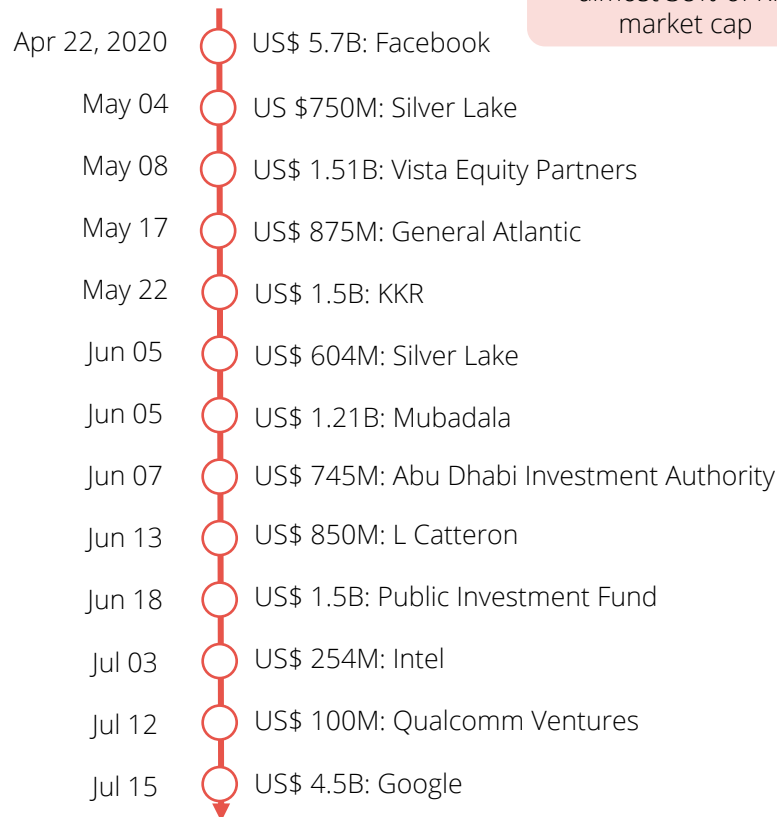 market cap
Apr 22, 2020 US$ 5.7B: Facebook
May 04 US $750M: Silver Lake
May 08 US$ 1.51B: Vista Equity Partners
May 17 US$ 875M: General Atlantic
May 22 US$ 1.5B: KKR
Jun 05 US$ 604M: Silver Lake
Jun 05 US$ 1.21B: Mubadala
Jun 07 US$ 745M: Abu Dhabi Investment Authority
Jun 13 US$ 850M: L Catteron
Jun 18 US$ 1.5B: Public Investment Fund
Jul 03 US$ 254M: Intel
Jul 12 US$ 100M: Qualcomm Ventures
Jul 15 US$ 4.5B: Google